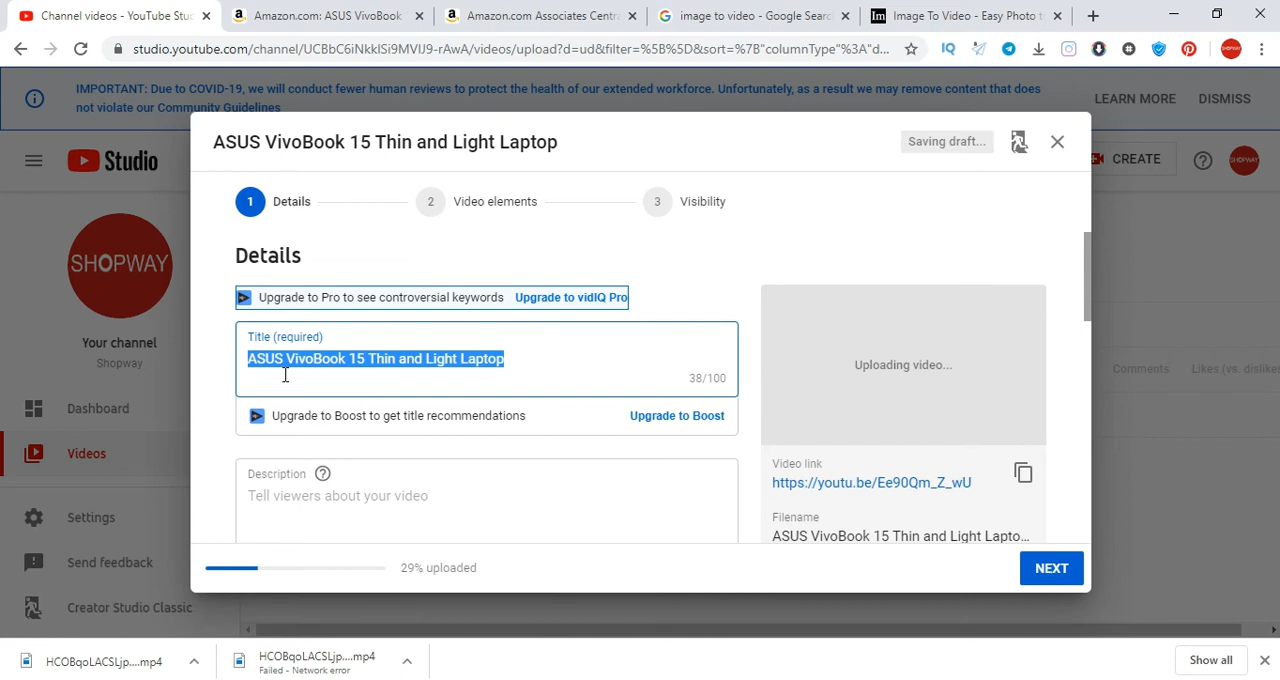 Channel videos - YouTube Stu
Amazon.com: ASUS VivoBook
Amazon.com Associates Centra
image to video - Google Searc
Image To Video - Easy Photo t
studio.youtube.com/channel/UCBbC6iNkklSi9MVIJ9-rAwA/videos/upload?d=ud&filter=%5B%5D&sort=%7B"columnType"%3A"d...
IMPORTANT: Due to COVID-19, we will conduct fewer human reviews to protect the health of our extended workforce. Unfortunately, as a result we may remove content that does
not violate our Community Guidelines
LEARN MORE
DISMISS
Studio
CREATE
SHOPWAY
SHOPWAY
Your channel
Shopway
Dashboard
Videos
Settings
Send feedback
Creator Studio Classic
ASUS VivoBook 15 Thin and Light Laptop
Saving draft...
1 Details
2 Video elements
3 Visibility
Details
Upgrade to Pro to see controversial keywords Upgrade to vidIQ Pro
Title (required)
ASUS VivoBook 15 Thin and Light Laptop
38/100
Upgrade to Boost to get title recommendations Upgrade to Boost
Description
Tell viewers about your video
Uploading video...
Video link
https://youtu.be/Ee90Qm_Z_wU
Filename
ASUS VivoBook 15 Thin and Light Lapto...
Comments
Likes (vs. dislikes
29% uploaded
NEXT
HCOBqoLACSLjp....mp4
HCOBqoLACSLjp....mp4
Failed - Network error
Show all